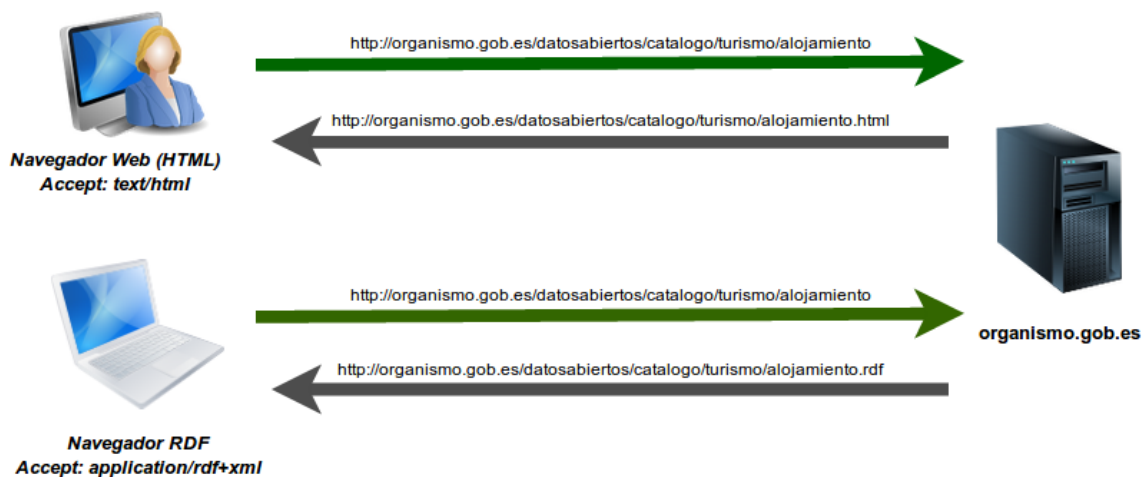 http://organismo.gob.es/datosabiertos/catalogo/turismo/alojamiento
http://organismo.gob.es/datosabiertos/catalogo/turismo/alojamiento.html
Navegador Web (HTML)
Accept: text/html
http://organismo.gob.es/datosabiertos/catalogo/turismo/alojamiento
organismo.gob.es
http://organismo.gob.es/datosabiertos/catalogo/turismo/alojamiento.rdf
Navegador RDF
Accept: application/rdf+xml